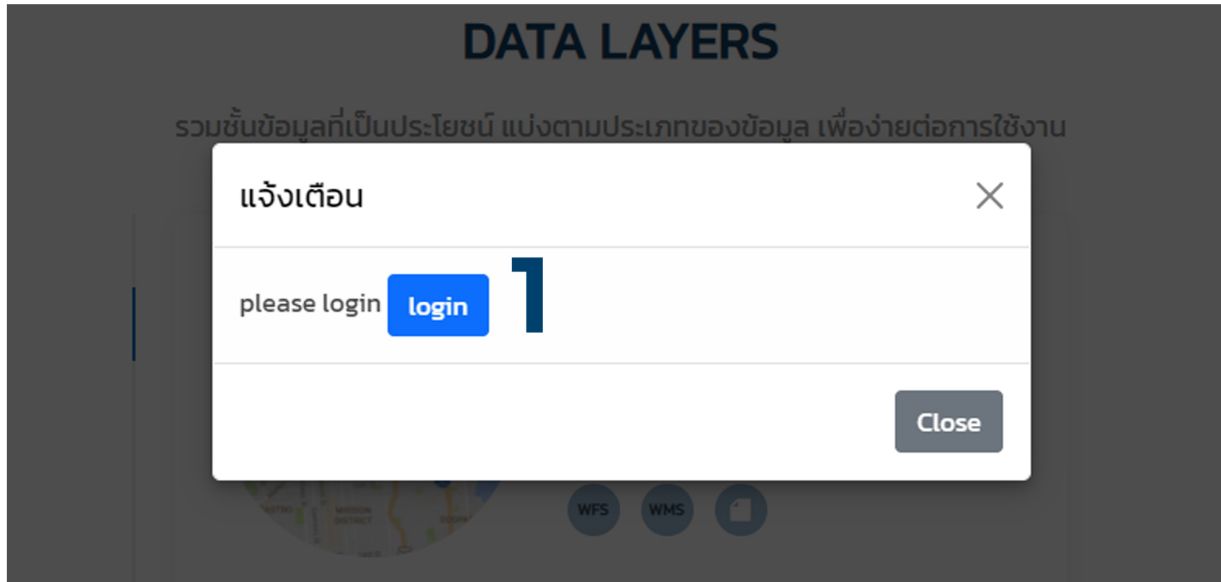 DATA LAYERS
รวมชั้นข้อมูลที่เป็นประโยชน์ แบ่งตามประเภทของข้อมูล เพื่อง่ายต่อการใช้งาน
แจ้งเตือน
please login login 1
Close
MISSION
DISTRICT
WFS WMS